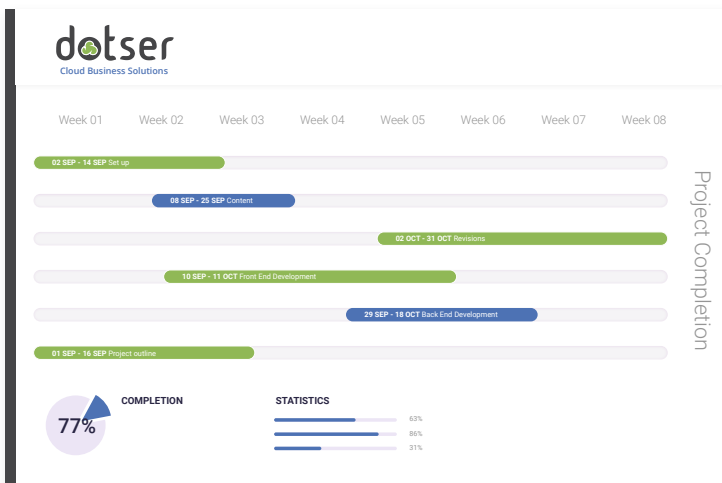 dotser
Cloud Business Solutions
Week 01 Week 02 Week 03 Week 04 Week 05 Week 06 Week 07 Week 08
02 SEP - 14 SEP Set up
08 SEP - 25 SEP Content
02 OCT - 31 OCT Revisions
10 SEP - 11 OCT Front End Development
29 SEP - 18 OCT Back End Development
01 SEP - 16 SEP Project outline
Project Completion
77%
COMPLETION
STATISTICS
63%
86%
31%